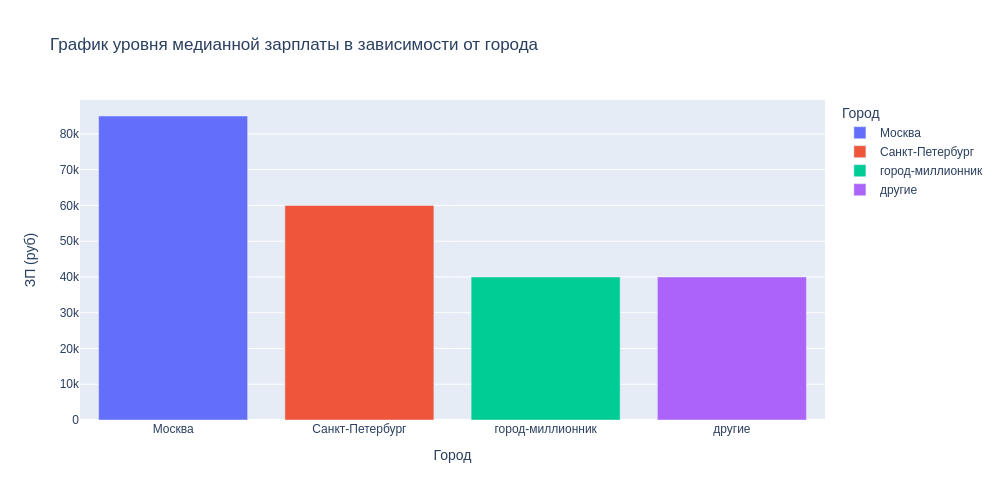 График уровня медианной зарплаты в зависимости от города
ЗП (руб)
80k
70k
60k
50k
40k
30k
20k
10k
0
Москва
Санкт-Петербург
город-миллионник
другие
Город
Город
Москва
Санкт-Петербург
город-миллионник
другие